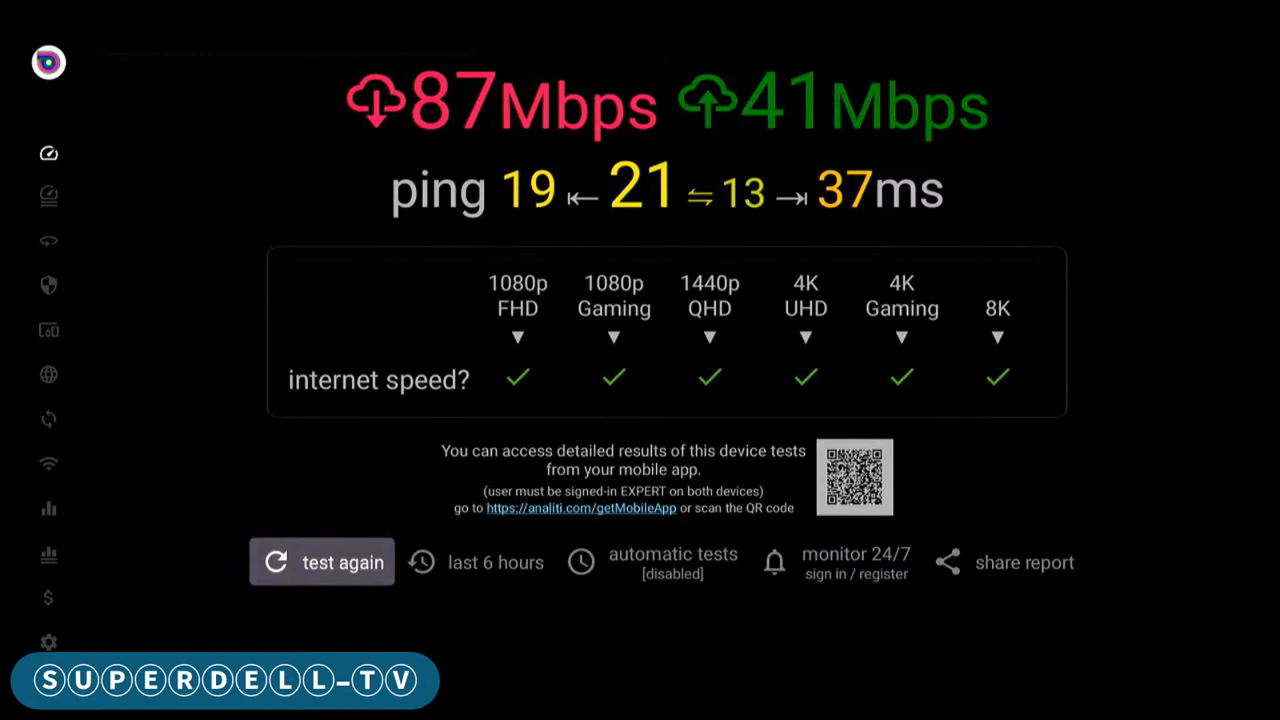 87Mbps 41Mbps
ping 19 21 13 37ms
1080p FHD
1080p Gaming
1440p QHD
4K UHD
4K Gaming
8K
internet speed?
You can access detailed results of this device tests
from your mobile app.
(user must be signed-in EXPERT on both devices)
go to https://analiti.com/getMobileApp or scan the QR code
test again
last 6 hours
automatic tests
[disabled]
monitor 24/7
sign in / register
share report
ⓈⓊⓅⒺⓇⒹⒺⓁⓁ-ⓉⓋ